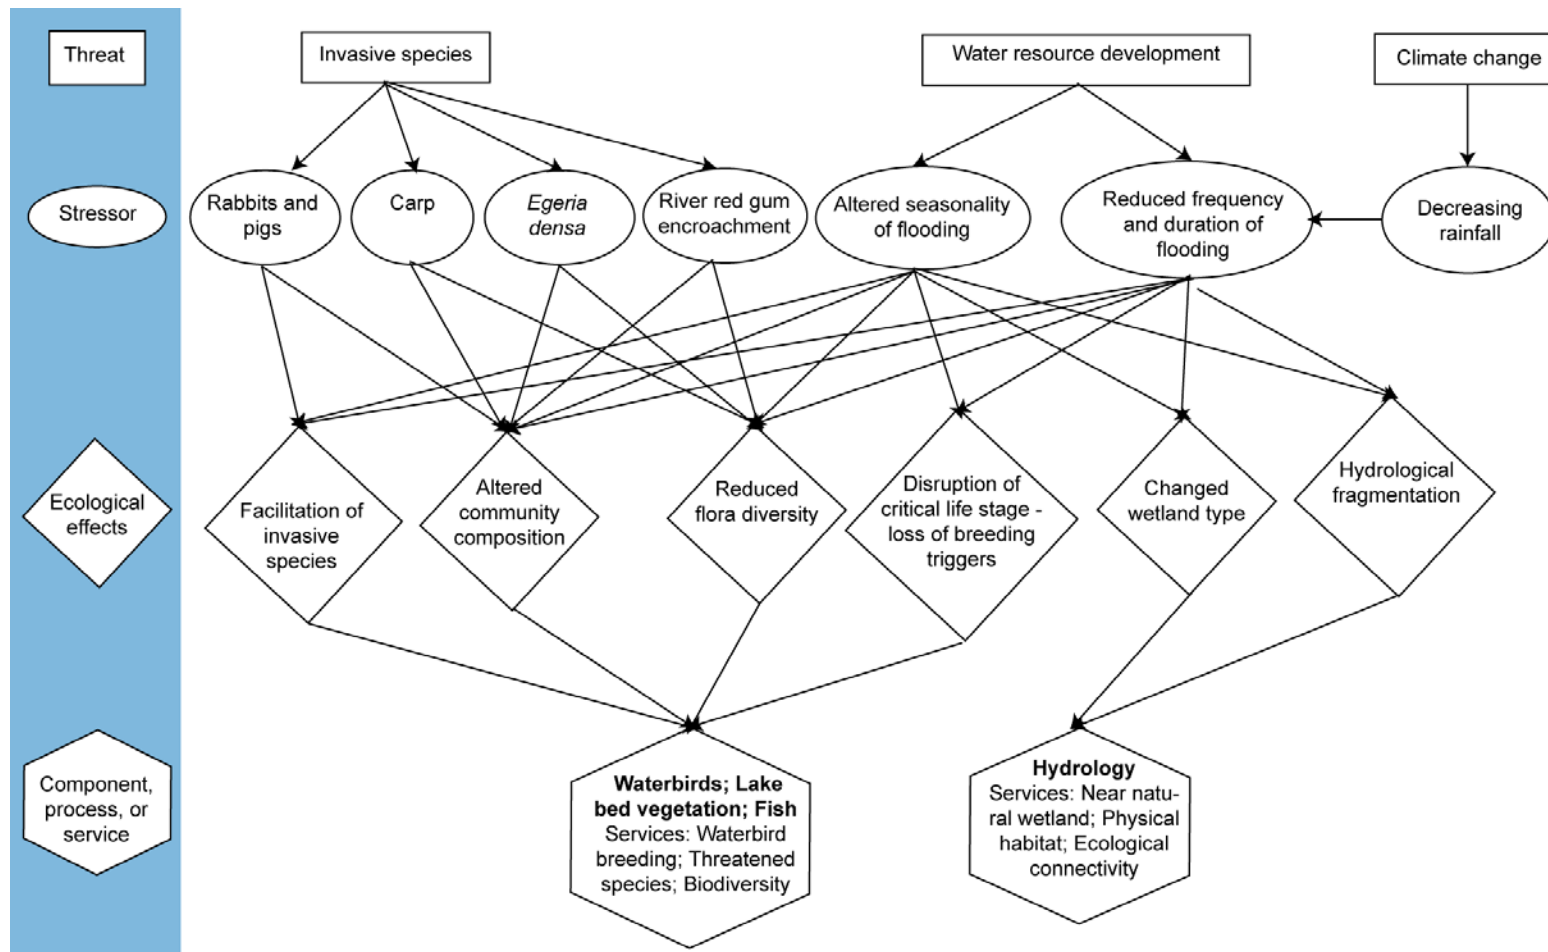 Threat
Invasive species
Water resource development
Climate change
Stressor
Rabbits and
pigs
Carp
Egeria
densa
River red gum
encroachment
Altered seasonality
of flooding
Reduced frequency
and duration of
flooding
Decreasing
rainfall
Ecological
effects
Facilitation of
invasive
species
Altered
community
composition
Reduced
flora diversity
Disruption of
critical life stage -
loss of breeding
triggers
Changed
wetland type
Hydrological
fragmentation
Component,
process, or
service
Waterbirds; Lake
bed vegetation; Fish
Services: Waterbird
breeding; Threatened
species; Biodiversity
Hydrology
Services: Near natu-
ral wetland; Physical
habitat; Ecological
connectivity